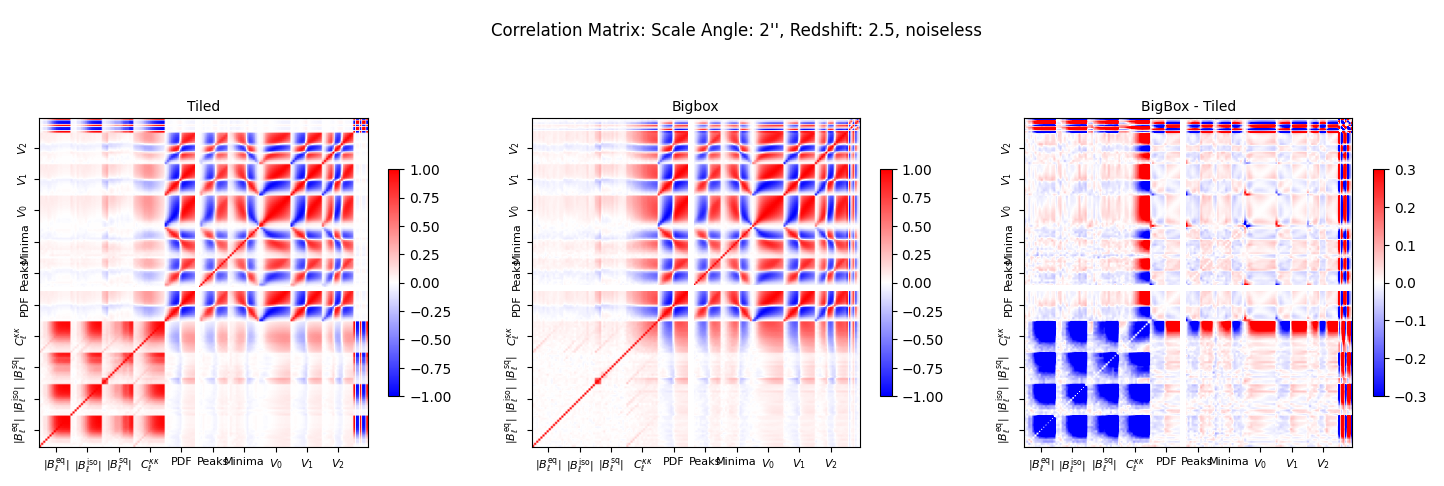 Correlation Matrix: Scale Angle: 2'', Redshift: 2.5, noiseless
Tiled
V₂
V₁
V₀
Minima
Peaks
PDF
C_ℓ^κκ
|B_ℓ^sq|
|B_ℓ^iso|
|B_ℓ^eq|
|B_ℓ^eq| |B_ℓ^iso| |B_ℓ^sq| C_ℓ^κκ PDF Peaks Minima V₀ V₁ V₂
1.00
0.75
0.50
0.25
0.00
−0.25
−0.50
−0.75
−1.00
Bigbox
V₂
V₁
V₀
Minima
Peaks
PDF
C_ℓ^κκ
|B_ℓ^sq|
|B_ℓ^iso|
|B_ℓ^eq|
|B_ℓ^eq| |B_ℓ^iso| |B_ℓ^sq| C_ℓ^κκ PDF Peaks Minima V₀ V₁ V₂
1.00
0.75
0.50
0.25
0.00
−0.25
−0.50
−0.75
−1.00
BigBox - Tiled
V₂
V₁
V₀
Minima
Peaks
PDF
C_ℓ^κκ
|B_ℓ^sq|
|B_ℓ^iso|
|B_ℓ^eq|
|B_ℓ^eq| |B_ℓ^iso| |B_ℓ^sq| C_ℓ^κκ PDF Peaks Minima V₀ V₁ V₂
0.3
0.2
0.1
0.0
−0.1
−0.2
−0.3